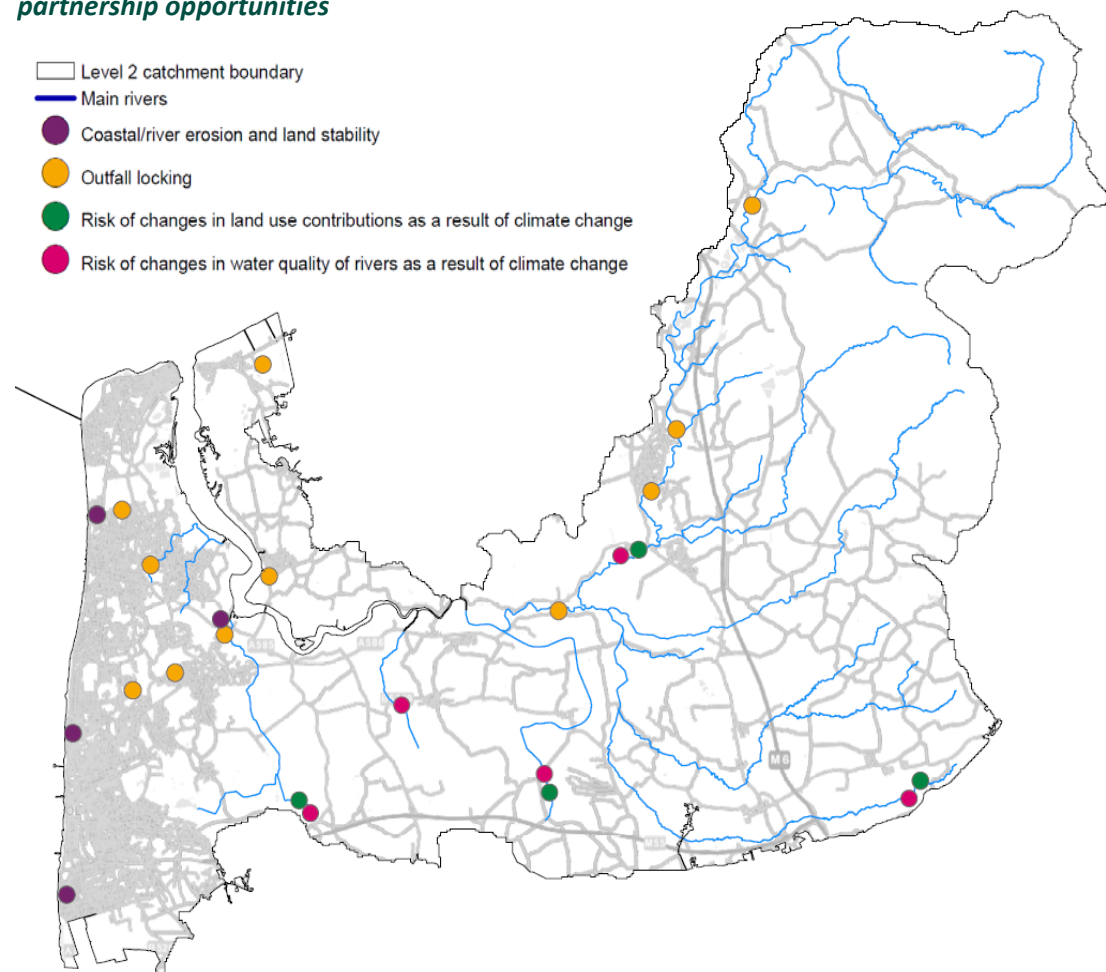 partnership opportunities
Level 2 catchment boundary
Main rivers
Coastal/river erosion and land stability
Outfall locking
Risk of changes in land use contributions as a result of climate change
Risk of changes in water quality of rivers as a result of climate change
M6